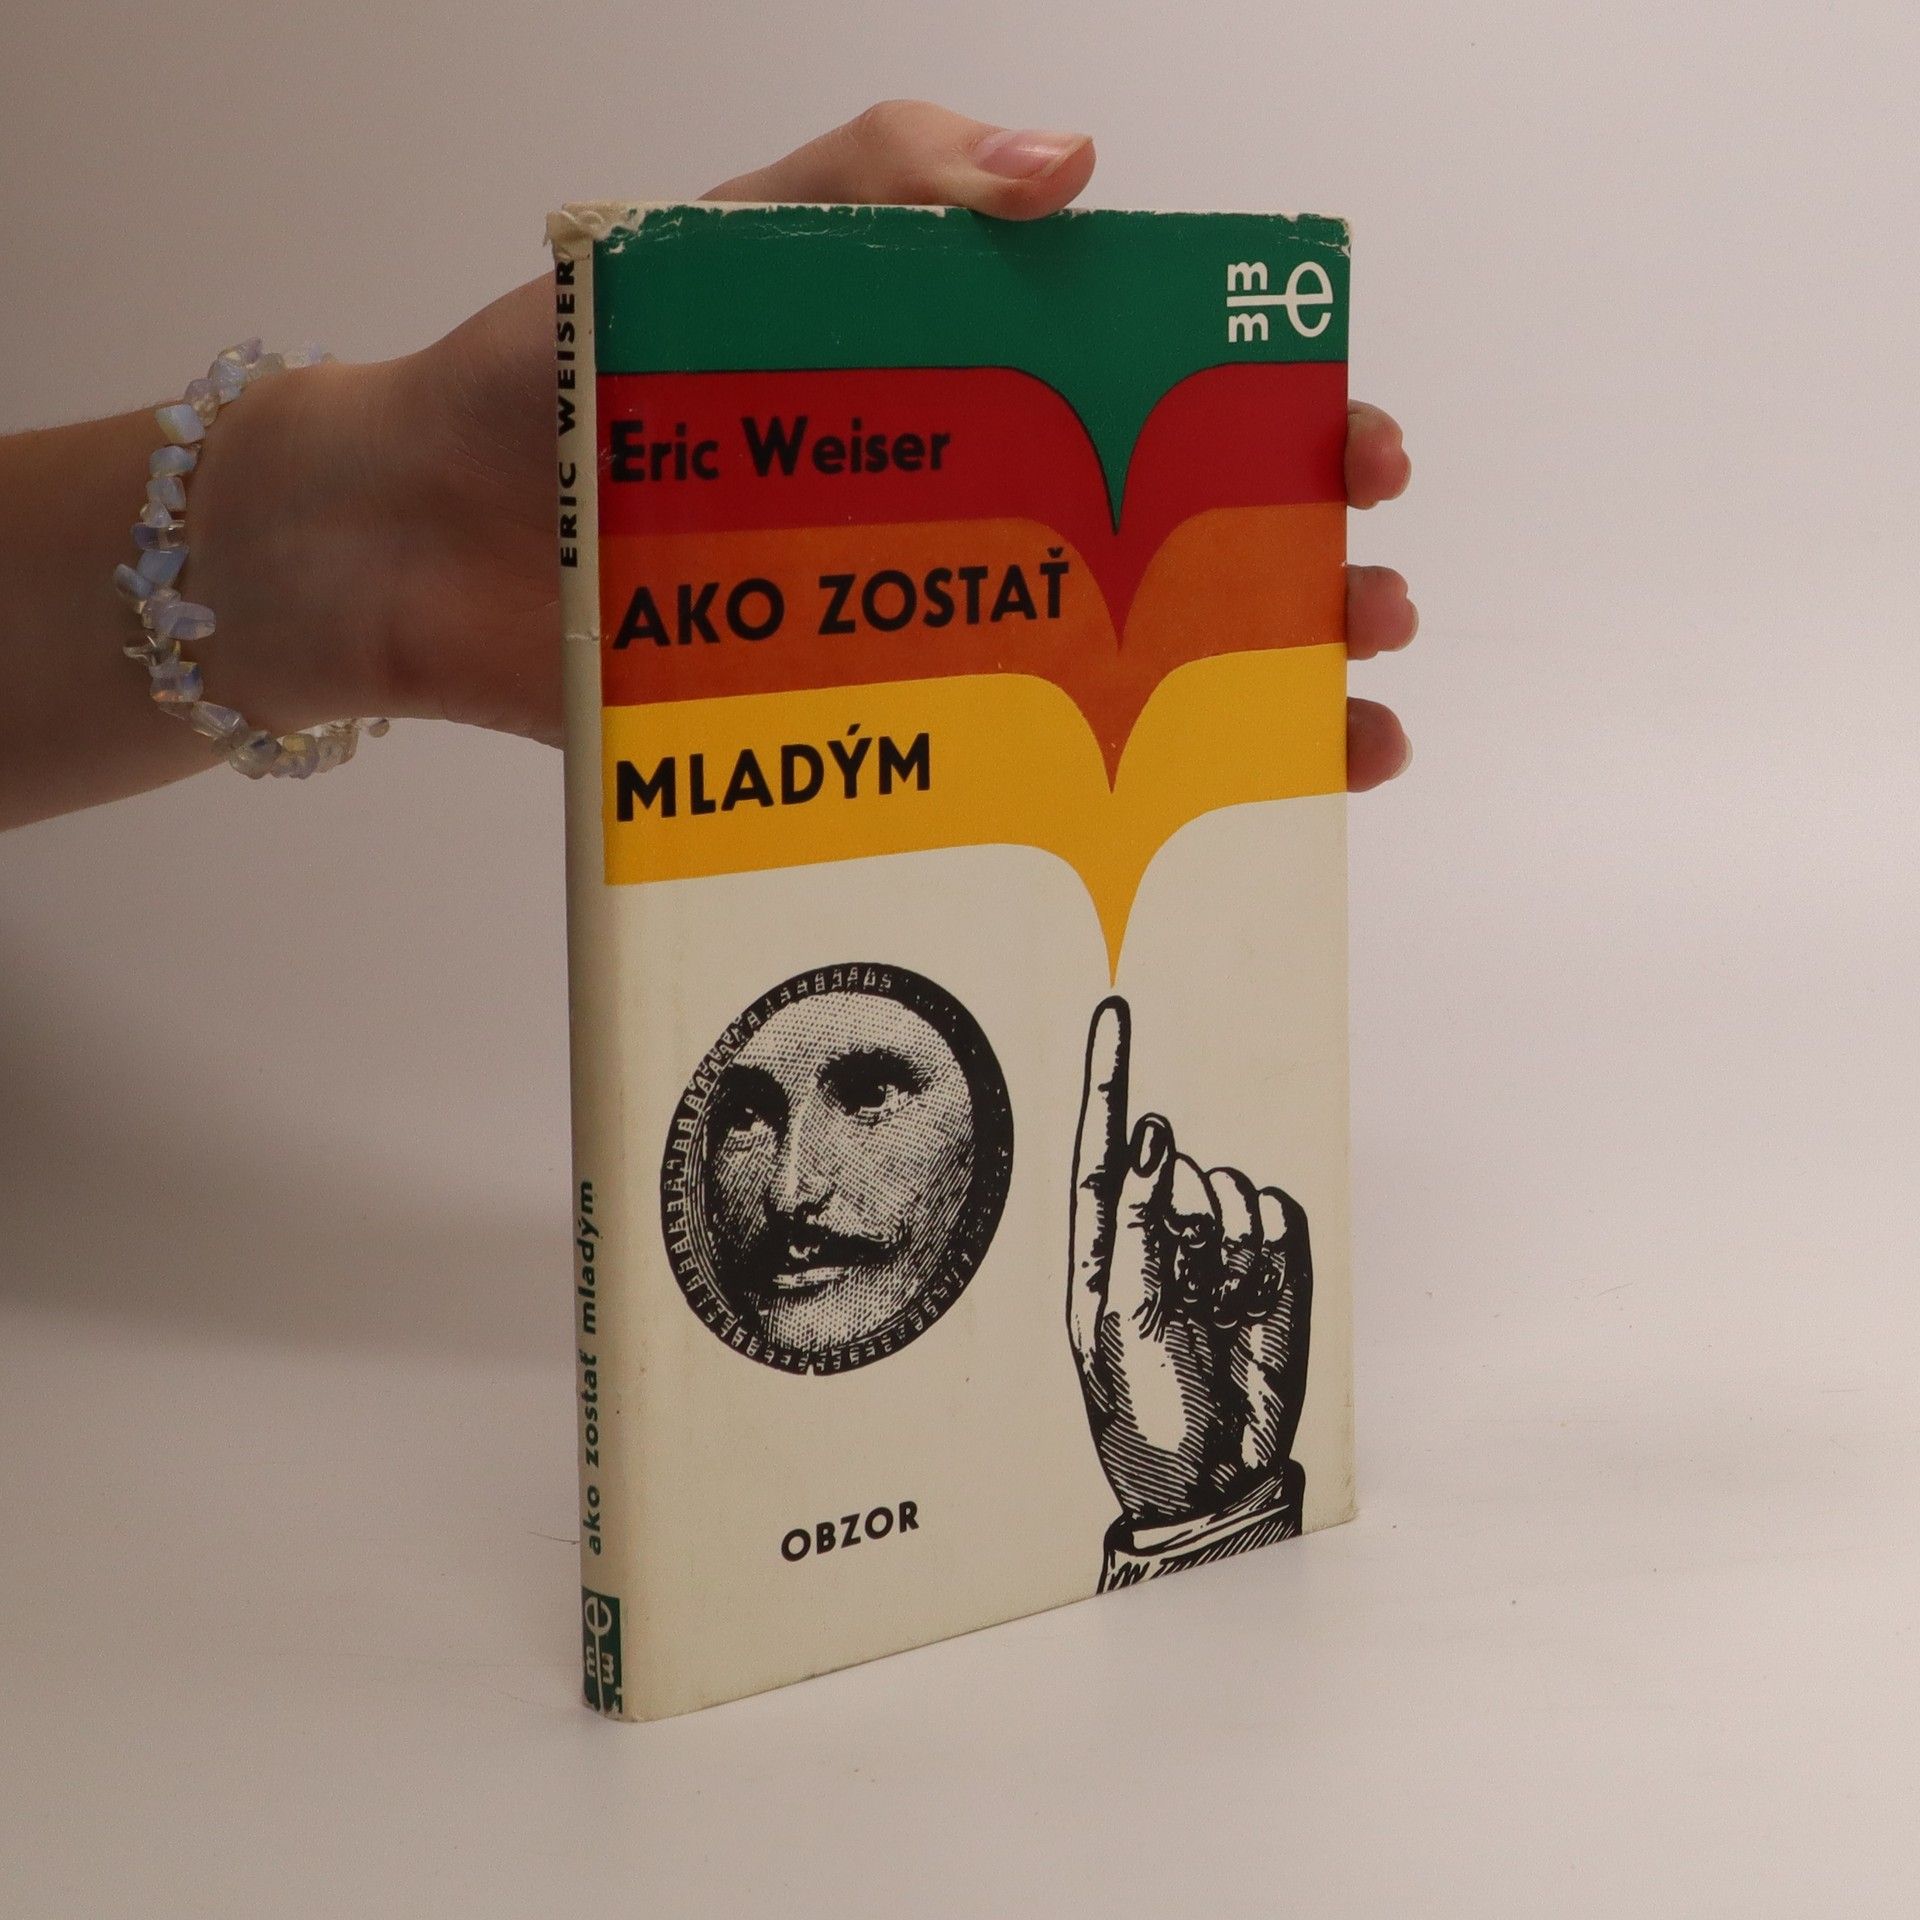 m
m e
Eric Weiser
AKO ZOSTAŤ
MLADÝM
OBZOR
ERIC WEISER
ako zostať mladým
m
m e